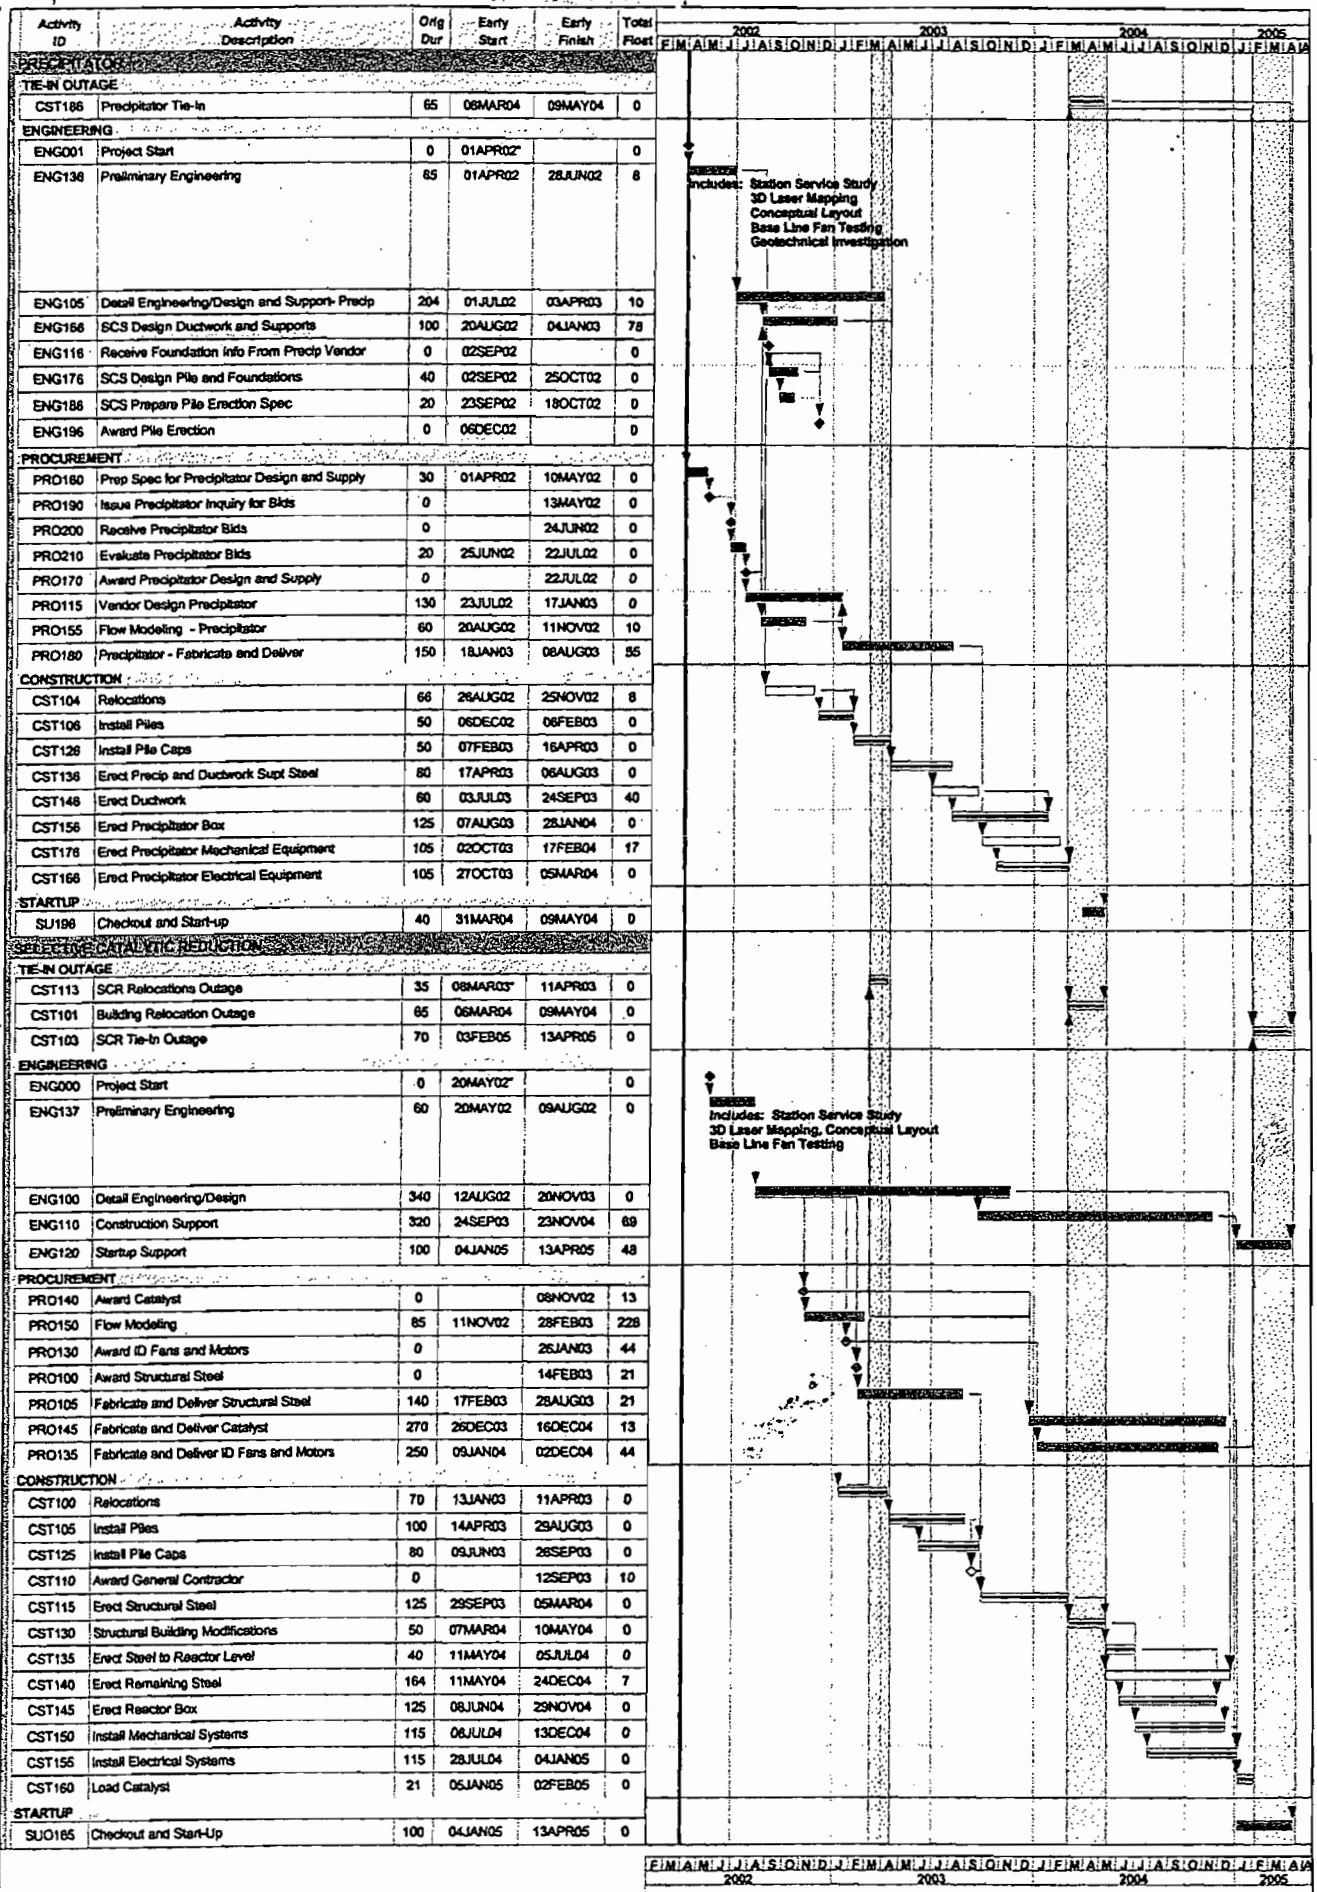 Activity ID Activity Description Orig Dur Early Start Early Finish Total Float
2002 2003 2004 2005
F M A M J J A S O N D J F M A M J J A S O N D J F M A M J J A S O N D J F M A A
PRECIPITATOR
TIE-IN OUTAGE
CST186 Precipitator Tie-In 65 06MAR04 09MAY04 0
ENGINEERING
ENG001 Project Start 0 01APR02* 0
ENG136 Preliminary Engineering 65 01APR02 28JUN02 8
Includes: Station Service Study
3D Laser Mapping
Conceptual Layout
Base Line Fan Testing
Geotechnical Investigation
ENG105 Detail Engineering/Design and Support- Precip 204 01JUL02 03APR03 10
ENG166 SCS Design Ductwork and Supports 100 20AUG02 04JAN03 78
ENG116 Receive Foundation Info From Precip Vendor 0 02SEP02 0
ENG176 SCS Design Pile and Foundations 40 02SEP02 25OCT02 0
ENG186 SCS Prepare Pile Erection Spec 20 23SEP02 18OCT02 0
ENG196 Award Pile Erection 0 06DEC02 0
PROCUREMENT
PRO160 Prep Spec for Precipitator Design and Supply 30 01APR02 10MAY02 0
PRO190 Issue Precipitator Inquiry for Bids 0 13MAY02 0
PRO200 Receive Precipitator Bids 0 24JUN02 0
PRO210 Evaluate Precipitator Bids 20 25JUN02 22JUL02 0
PRO170 Award Precipitator Design and Supply 0 22JUL02 0
PRO115 Vendor Design Precipitator 130 23JUL02 17JAN03 0
PRO155 Flow Modeling - Precipitator 60 20AUG02 11NOV02 10
PRO180 Precipitator - Fabricate and Deliver 150 18JAN03 08AUG03 55
CONSTRUCTION
CST104 Relocations 66 26AUG02 25NOV02 8
CST106 Install Piles 50 06DEC02 06FEB03 0
CST126 Install Pile Caps 50 07FEB03 16APR03 0
CST136 Erect Precip and Ductwork Supt Steel 80 17APR03 06AUG03 0
CST146 Erect Ductwork 60 03JUL03 24SEP03 40
CST156 Erect Precipitator Box 125 07AUG03 28JAN04 0
CST176 Erect Precipitator Mechanical Equipment 105 02OCT03 17FEB04 17
CST166 Erect Precipitator Electrical Equipment 105 27OCT03 05MAR04 0
STARTUP
SU196 Checkout and Start-up 40 31MAR04 09MAY04 0
SELECTIVE CATALYTIC REDUCTION
TIE-IN OUTAGE
CST113 SCR Relocations Outage 35 08MAR03* 11APR03 0
CST101 Building Relocation Outage 65 06MAR04 09MAY04 0
CST103 SCR Tie-In Outage 70 03FEB05 13APR05 0
ENGINEERING
ENG000 Project Start 0 20MAY02* 0
ENG137 Preliminary Engineering 60 20MAY02 09AUG02 0
Includes: Station Service Study
3D Laser Mapping, Conceptual Layout
Base Line Fan Testing
ENG100 Detail Engineering/Design 340 12AUG02 20NOV03 0
ENG110 Construction Support 320 24SEP03 23NOV04 69
ENG120 Startup Support 100 04JAN05 13APR05 48
PROCUREMENT
PRO140 Award Catalyst 0 08NOV02 13
PRO150 Flow Modeling 85 11NOV02 28FEB03 228
PRO130 Award ID Fans and Motors 0 26JAN03 44
PRO100 Award Structural Steel 0 14FEB03 21
PRO105 Fabricate and Deliver Structural Steel 140 17FEB03 28AUG03 21
PRO145 Fabricate and Deliver Catalyst 270 26DEC03 16DEC04 13
PRO135 Fabricate and Deliver ID Fans and Motors 250 09JAN04 02DEC04 44
CONSTRUCTION
CST100 Relocations 70 13JAN03 11APR03 0
CST105 Install Piles 100 14APR03 29AUG03 0
CST125 Install Pile Caps 80 09JUN03 26SEP03 0
CST110 Award General Contractor 0 12SEP03 10
CST115 Erect Structural Steel 125 29SEP03 05MAR04 0
CST130 Structural Building Modifications 50 07MAR04 10MAY04 0
CST135 Erect Steel to Reactor Level 40 11MAY04 05JUL04 0
CST140 Erect Remaining Steel 164 11MAY04 24DEC04 7
CST145 Erect Reactor Box 125 08JUN04 29NOV04 0
CST150 Install Mechanical Systems 115 06JUL04 13DEC04 0
CST155 Install Electrical Systems 115 28JUL04 04JAN05 0
CST160 Load Catalyst 21 05JAN05 02FEB05 0
STARTUP
SUO165 Checkout and Start-Up 100 04JAN05 13APR05 0
F M A M J J A S O N D J F M A M J J A S O N D J F M A M J J A S O N D J F M A A
2002 2003 2004 2005